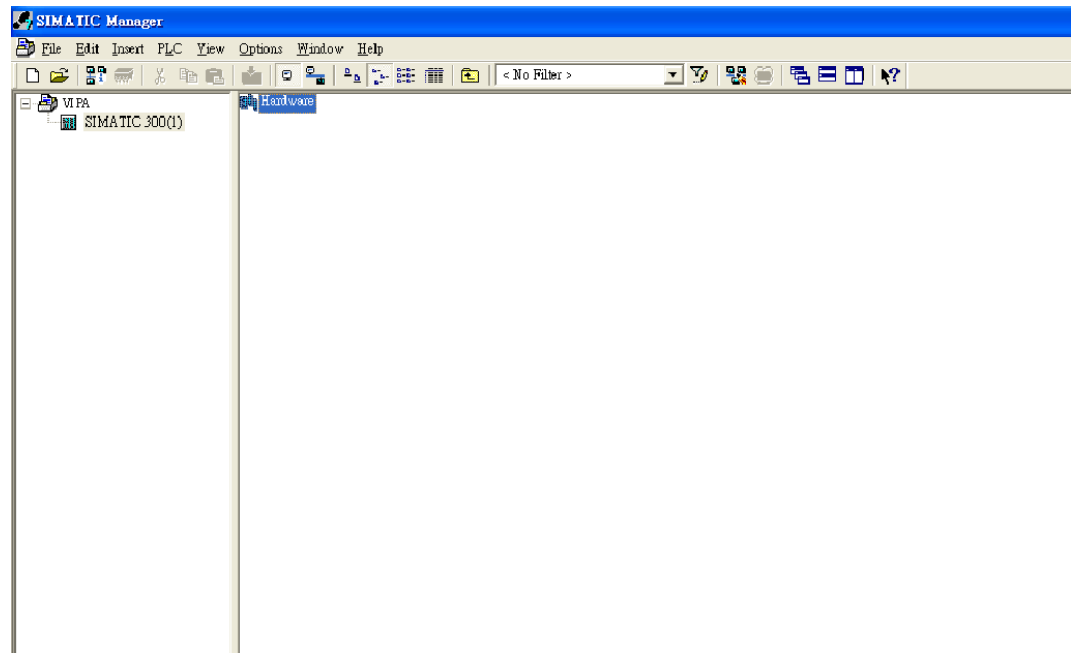 SIMATIC Manager
File Edit Insert PLC View Options Window Help
< No Filter >
VIPA
Hardware
SIMATIC 300(1)